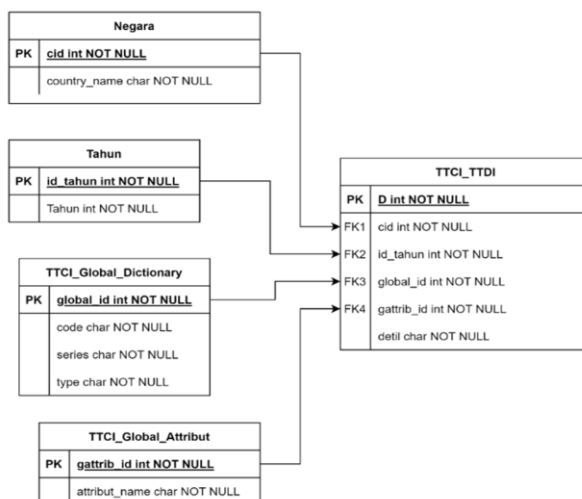 Negara
PK cid int NOT NULL
country_name char NOT NULL
Tahun
PK id_tahun int NOT NULL
Tahun int NOT NULL
TTCI_Global_Dictionary
PK global_id int NOT NULL
code char NOT NULL
series char NOT NULL
type char NOT NULL
TTCI_Global_Attribut
PK gattrib_id int NOT NULL
attribut_name char NOT NULL
TTCI_TTDI
PK D int NOT NULL
FK1 cid int NOT NULL
FK2 id_tahun int NOT NULL
FK3 global_id int NOT NULL
FK4 gattrib_id int NOT NULL
detil char NOT NULL